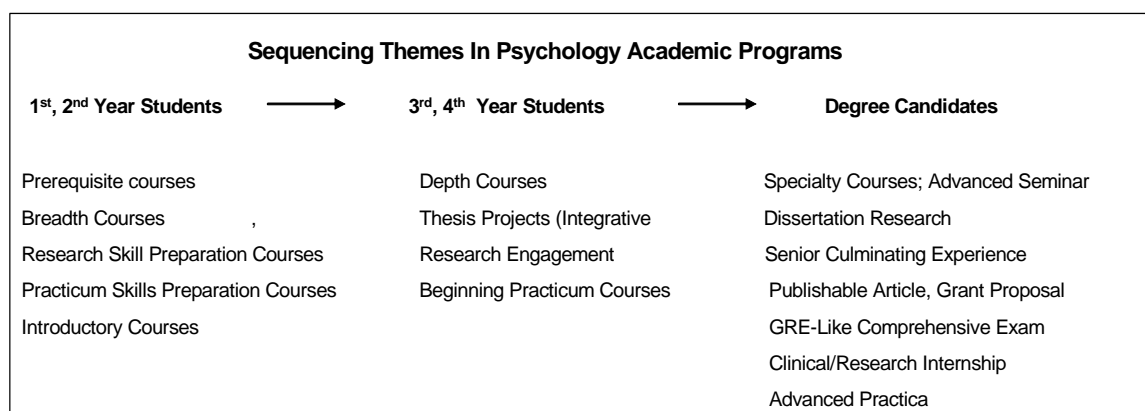 Sequencing Themes In Psychology Academic Programs
1st, 2nd Year Students 3rd, 4th Year Students Degree Candidates
Prerequisite courses Depth Courses Specialty Courses; Advanced Seminar
Breadth Courses , Thesis Projects (Integrative Dissertation Research
Research Skill Preparation Courses Research Engagement Senior Culminating Experience
Practicum Skills Preparation Courses Beginning Practicum Courses Publishable Article, Grant Proposal
Introductory Courses GRE-Like Comprehensive Exam
Clinical/Research Internship
Advanced Practica